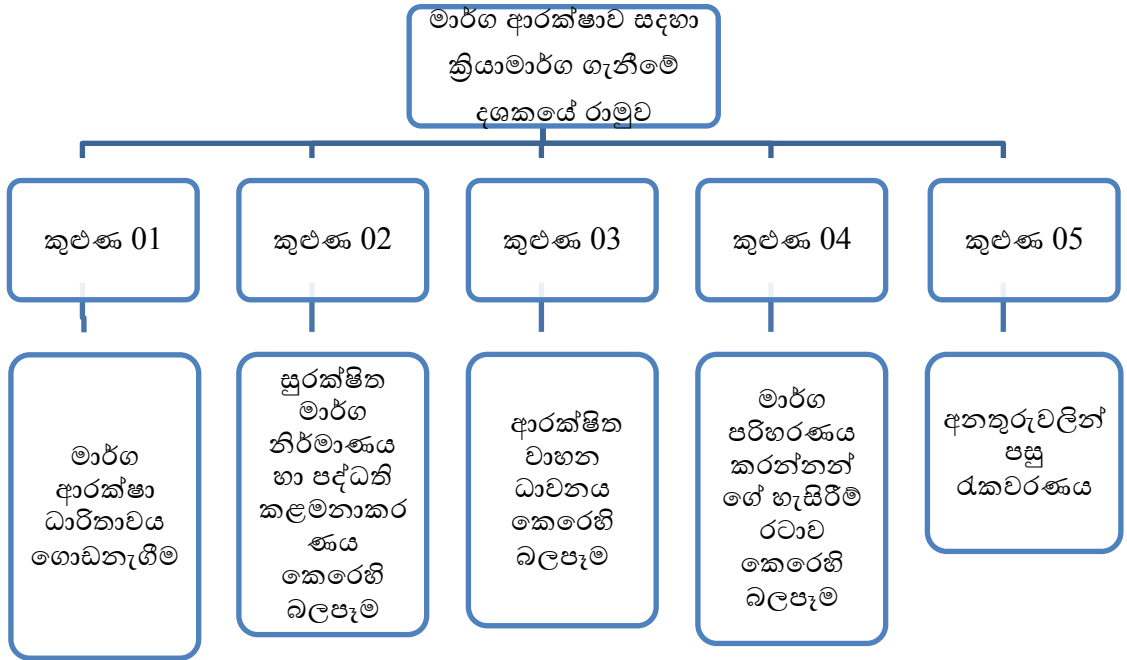 මාර්ග ආරක්ෂාව සදහා
ක්‍රියාමාර්ග ගැනීමේ
දශකයේ රාමුව
කුළුණ 01
කුළුණ 02
කුළුණ 03
කුළුණ 04
කුළුණ 05
මාර්ග
ආරක්ෂා
ධාරිතාවය
ගොඩනැගීම
සුරක්ෂිත
මාර්ග
නිර්මාණය
හා පද්ධති
කළමනාකර
ණය
කෙරෙහි
බලපෑම
ආරක්ෂිත
වාහන
ධාවනය
කෙරෙහි
බලපෑම
මාර්ග
පරිහරණය
කරන්නන්
ගේ හැසිරීම්
රටාව
කෙරෙහි
බලපෑම
අනතුරුවලින්
පසු
රැකවරණය